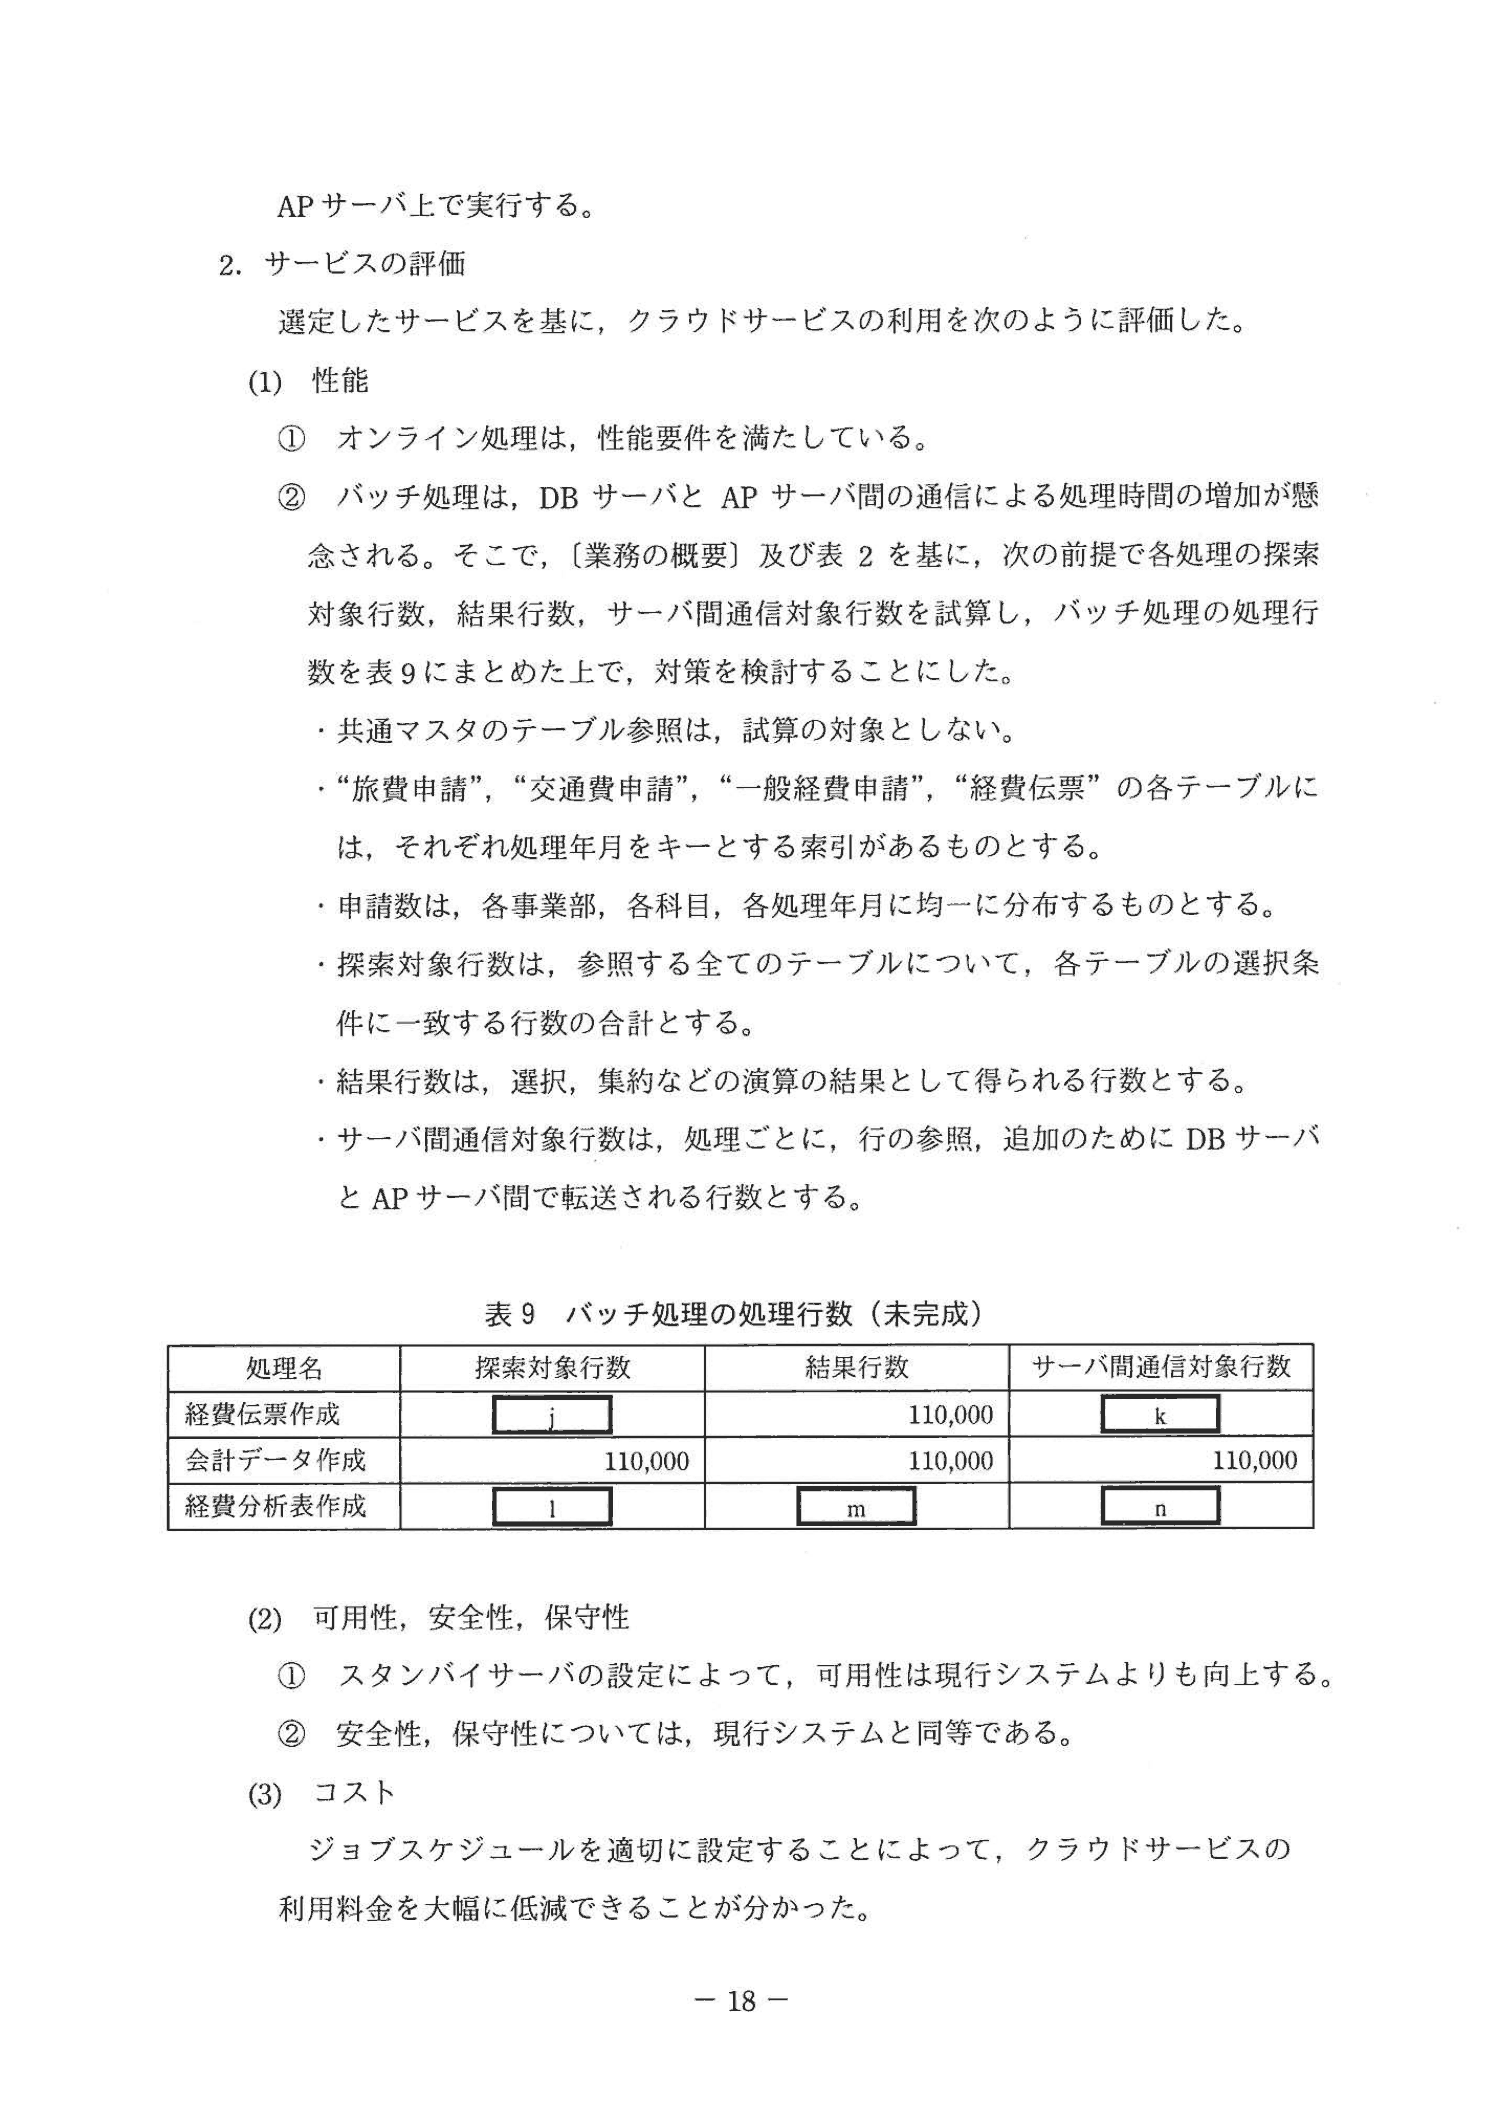 APサーバ上で実行する。
2. サービスの評価
選定したサービスを基に，クラウドサービスの利用を次のように評価した。
(1) 性能
① オンライン処理は，性能要件を満たしている。
② バッチ処理は，DB サーバと AP サーバ間の通信による処理時間の増加が懸
念される。そこで，〔業務の概要〕及び表 2 を基に，次の前提で各処理の探索
対象行数，結果行数，サーバ間通信対象行数を試算し，バッチ処理の処理行
数を表9にまとめた上で，対策を検討することにした。
・共通マスタのテーブル参照は，試算の対象としない。
・“旅費申請”，“交通費申請”，“一般経費申請”，“経費伝票” の各テーブルに
は，それぞれ処理年月をキーとする索引があるものとする。
・申請数は，各事業部，各科目，各処理年月に均一に分布するものとする。
・探索対象行数は，参照する全てのテーブルについて，各テーブルの選択条
件に一致する行数の合計とする。
・結果行数は，選択，集約などの演算の結果として得られる行数とする。
・サーバ間通信対象行数は，処理ごとに，行の参照，追加のために DB サーバ
と AP サーバ間で転送される行数とする。
表 9 バッチ処理の処理行数（未完成）
処理名 探索対象行数 結果行数 サーバ間通信対象行数
経費伝票作成 j 110,000 k
会計データ作成 110,000 110,000 110,000
経費分析表作成 l m n
(2) 可用性，安全性，保守性
① スタンバイサーバの設定によって，可用性は現行システムよりも向上する。
② 安全性，保守性については，現行システムと同等である。
(3) コスト
ジョブスケジュールを適切に設定することによって，クラウドサービスの
利用料金を大幅に低減できることが分かった。
－ 18 －